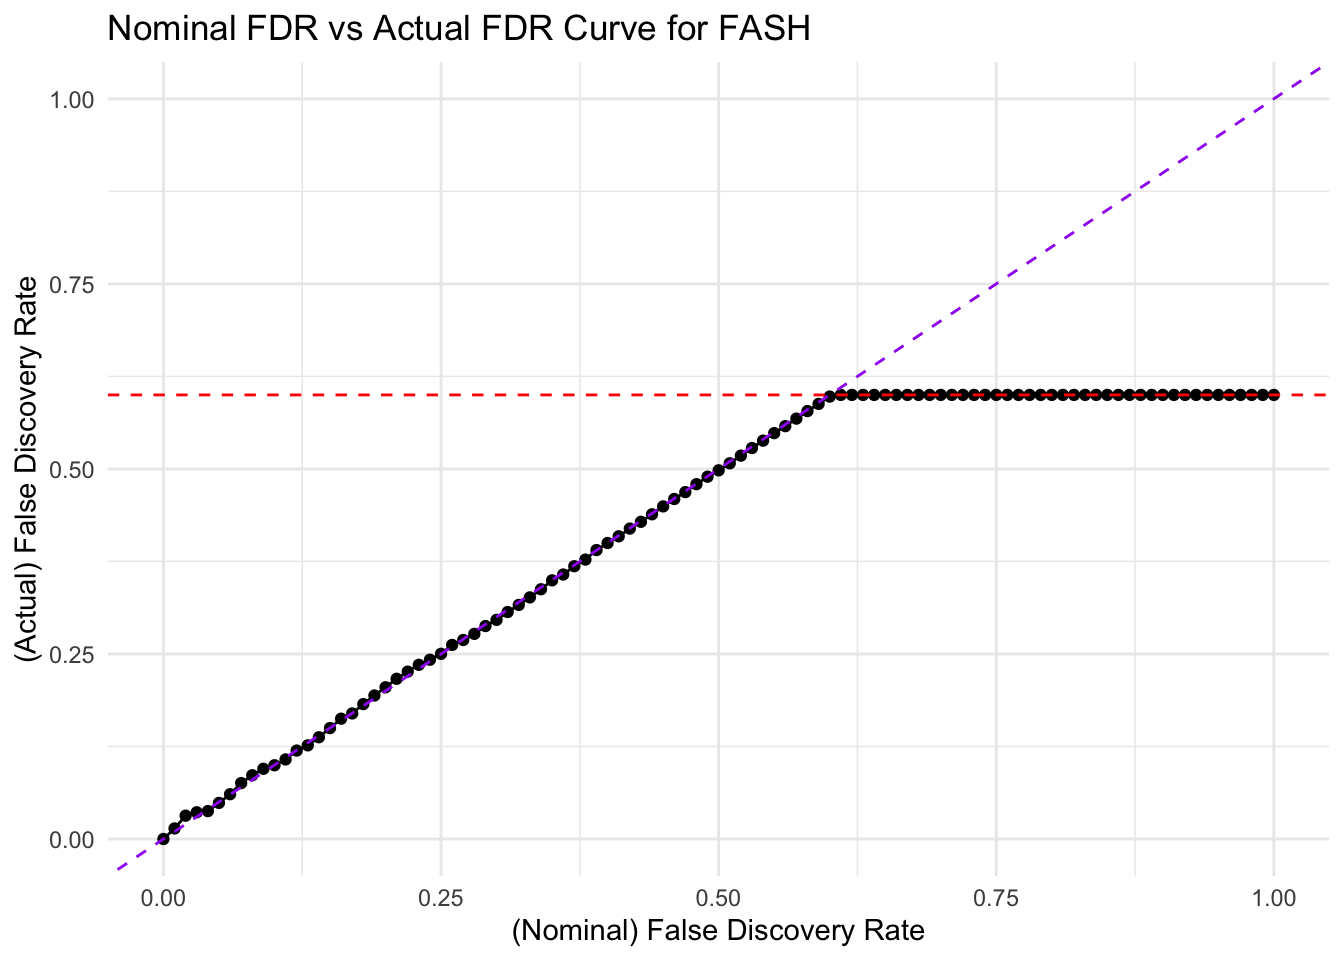 Nominal FDR vs Actual FDR Curve for FASH
(Actual) False Discovery Rate
1.00
0.75
0.50
0.25
0.00
0.00 0.25 0.50 0.75 1.00
(Nominal) False Discovery Rate